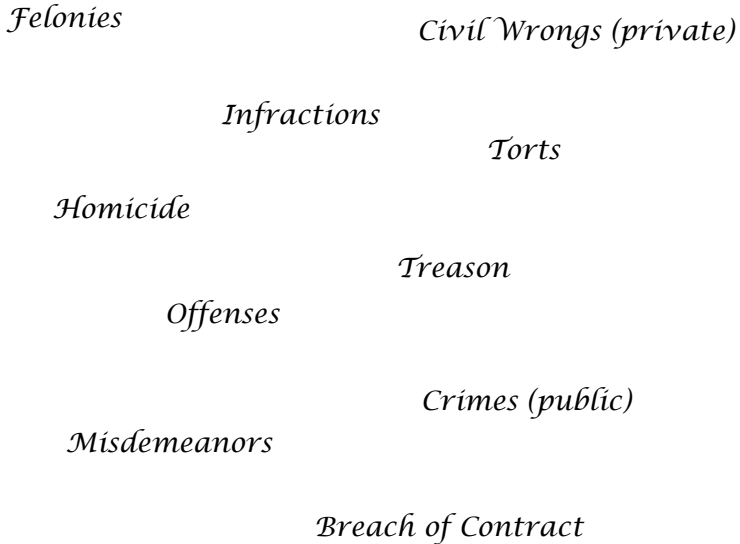 Felonies
Civil Wrongs (private)
Infractions
Torts
Homicide
Treason
Offenses
Crimes (public)
Misdemeanors
Breach of Contract